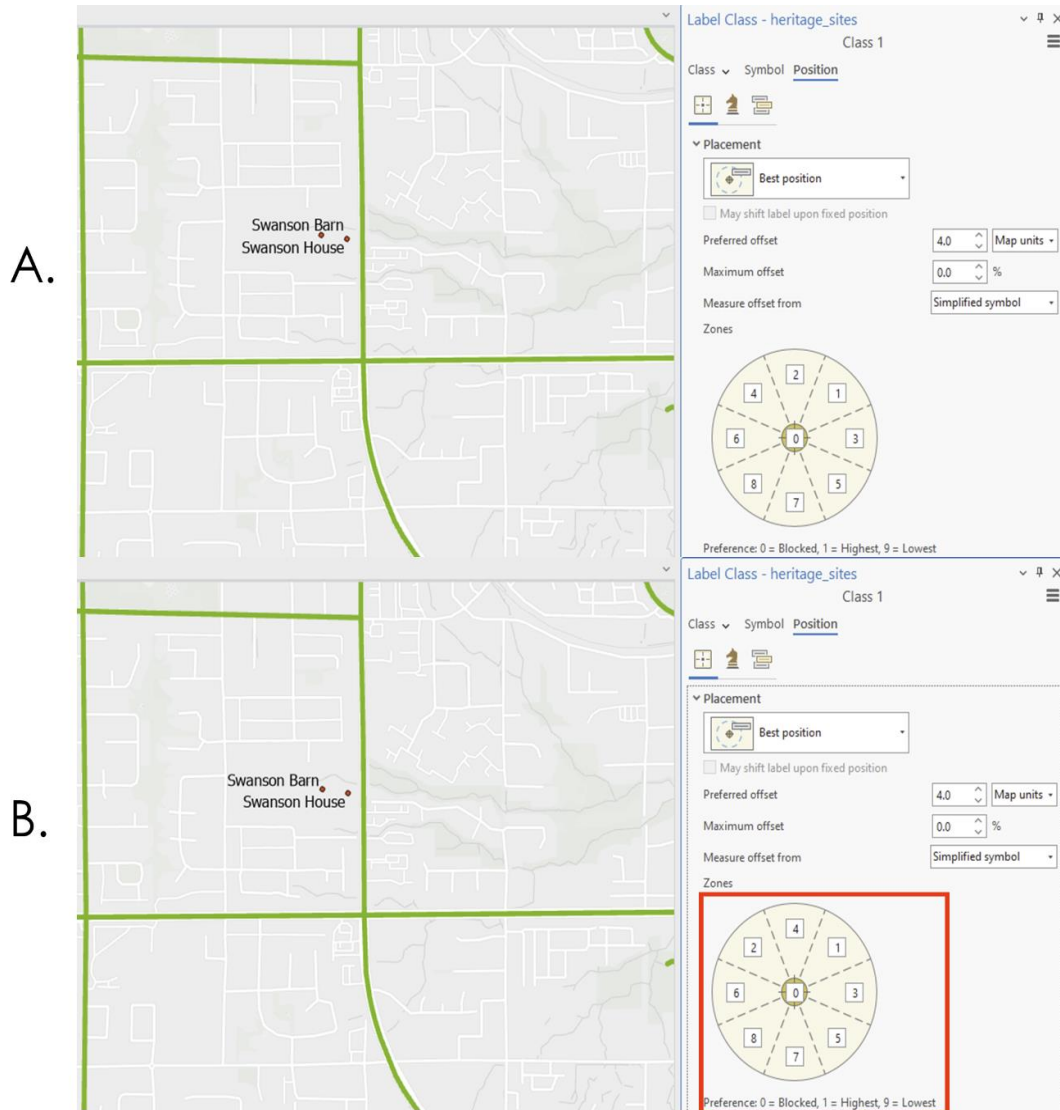 A.
Swanson Barn
Swanson House
Label Class - heritage_sites
Class 1
Class Symbol Position
Placement
Best position
May shift label upon fixed position
Preferred offset 4.0 Map units
Maximum offset 0.0 %
Measure offset from Simplified symbol
Zones
2
4 1
6 0 3
8 5
7
Preference: 0 = Blocked, 1 = Highest, 9 = Lowest
B.
Swanson Barn
Swanson House
Label Class - heritage_sites
Class 1
Class Symbol Position
Placement
Best position
May shift label upon fixed position
Preferred offset 4.0 Map units
Maximum offset 0.0 %
Measure offset from Simplified symbol
Zones
4
2 1
6 0 3
8 5
7
Preference: 0 = Blocked, 1 = Highest, 9 = Lowest